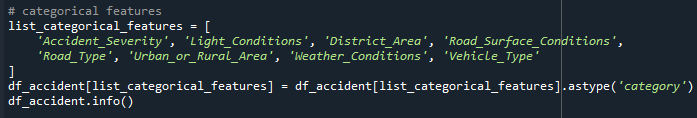 # categorical features
list_categorical_features = [
    'Accident_Severity', 'Light_Conditions', 'District_Area', 'Road_Surface_Conditions',
    'Road_Type', 'Urban_or_Rural_Area', 'Weather_Conditions', 'Vehicle_Type'
]
df_accident[list_categorical_features] = df_accident[list_categorical_features].astype('category')
df_accident.info()